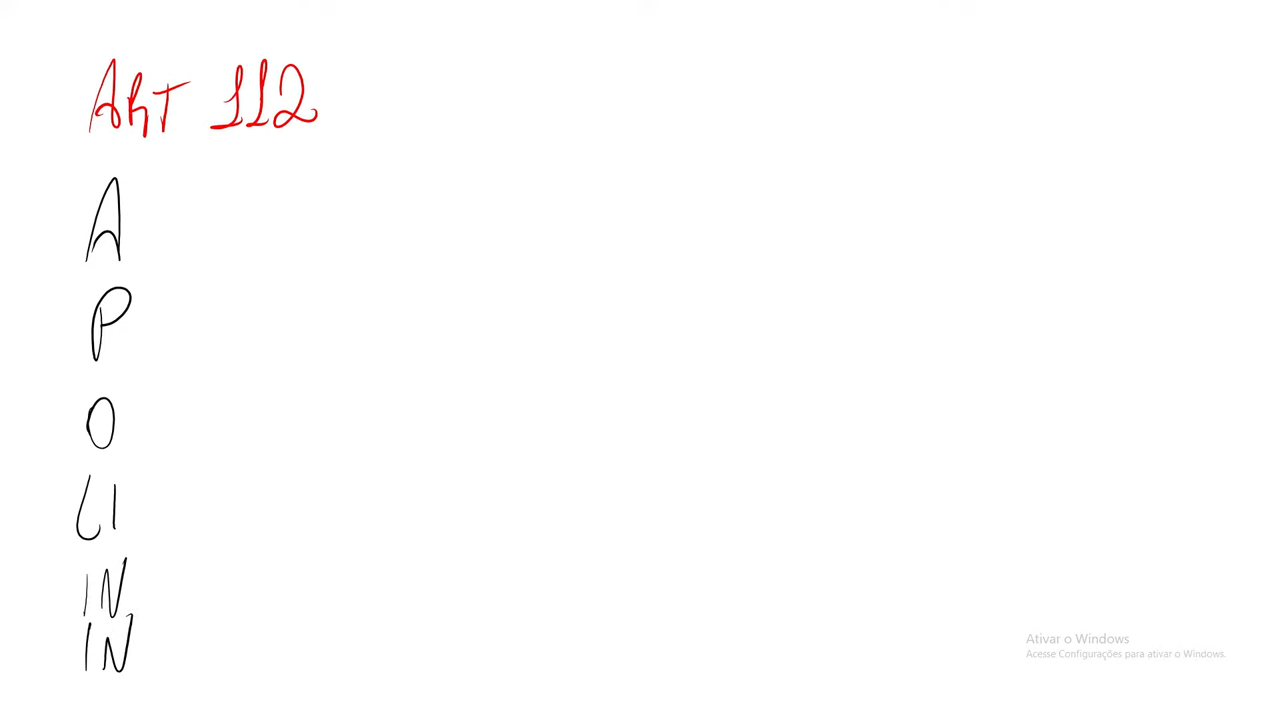 Art 112
A
P
O
LI
IN
IN
Ativar o Windows
Acesse Configurações para ativar o Windows.